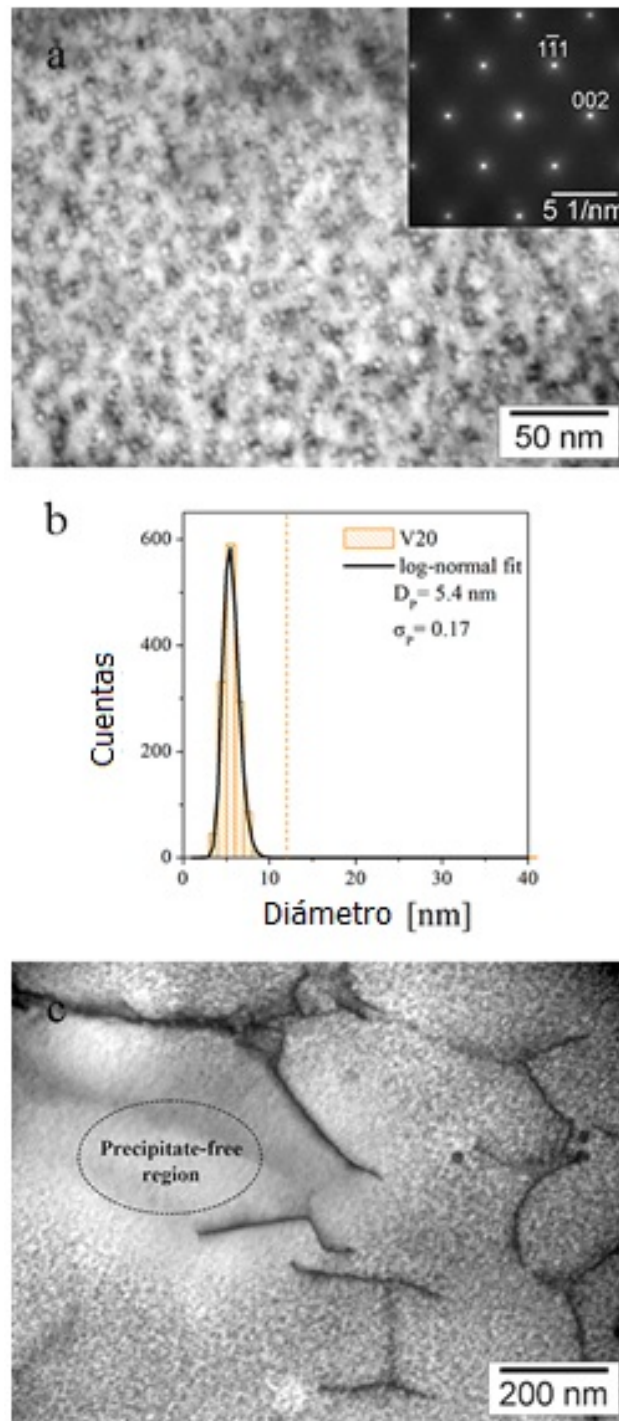 a
11̅1
002
5 1/nm
50 nm
b
600
400
200
0
Cuentas
V20
log-normal fit
D_P= 5.4 nm
σ_P= 0.17
0 10 20 30 40
Diámetro [nm]
c
Precipitate-free
region
200 nm